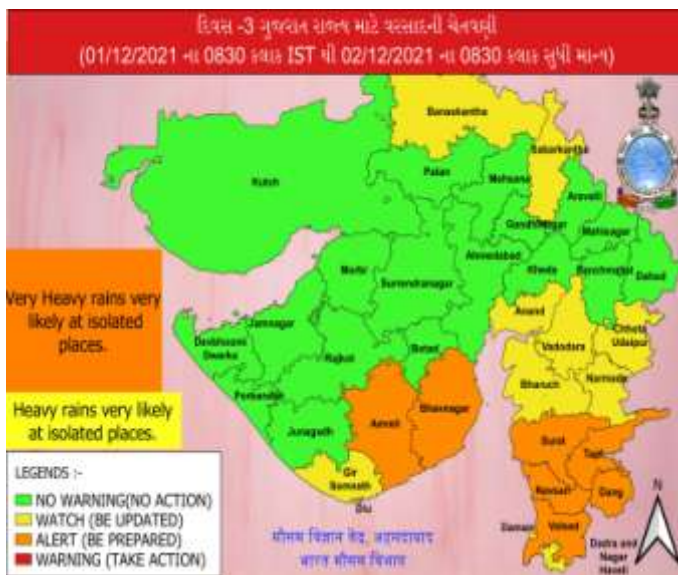 દિવસ -3 ગુજરાત રાજ્ય માટે વરસાદની ચેતવણી
(01/12/2021 ના 0830 કલાક IST થી 02/12/2021 ના 0830 કલાક સુધી માન્ય)
Banaskantha
Sabarkantha
Kutch
Patan
Mehsana
Aravalli
Gandhinagar
Mahisagar
Ahmedabad
Kheda
Panchmahal
Dahod
Morbi
Surendranagar
Very Heavy rains very
likely at isolated
places.
Anand
Chhota
Udaipur
Jamnagar
Devbhoomi
Dwarka
Vadodara
Rajkot
Botad
Porbandar
Bharuch
Narmada
Heavy rains very likely
at isolated places.
Amreli
Bhavnagar
Junagadh
Surat
Tapi
Gir
Somnath
Diu
Navsari
Dang
Daman
Valsad
Dadra and
Nagar
Haveli
N
LEGENDS :-
NO WARNING(NO ACTION)
WATCH (BE UPDATED)
ALERT (BE PREPARED)
WARNING (TAKE ACTION)
मौसम विज्ञान केंद्र, अहमदाबाद
भारत मौसम विभाग